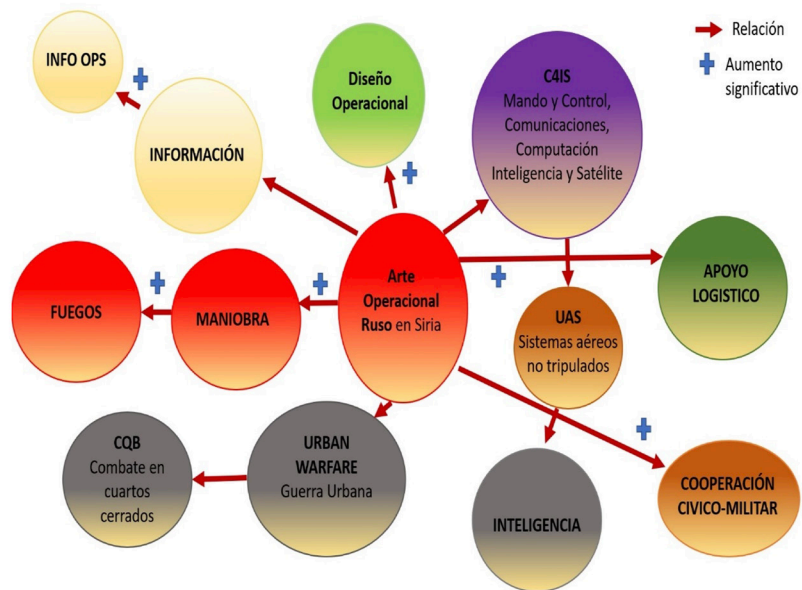 INFO OPS
INFORMACIÓN
Diseño
Operacional
C4IS
Mando y Control,
Comunicaciones,
Computación
Inteligencia y Satélite
Relación
Aumento
significativo
FUEGOS
MANIOBRA
Arte
Operacional
Ruso en Siria
UAS
Sistemas aéreos
no tripulados
APOYO
LOGISTICO
CQB
Combate en
cuartos
cerrados
URBAN
WARFARE
Guerra Urbana
INTELIGENCIA
COOPERACIÓN
CIVICO-MILITAR